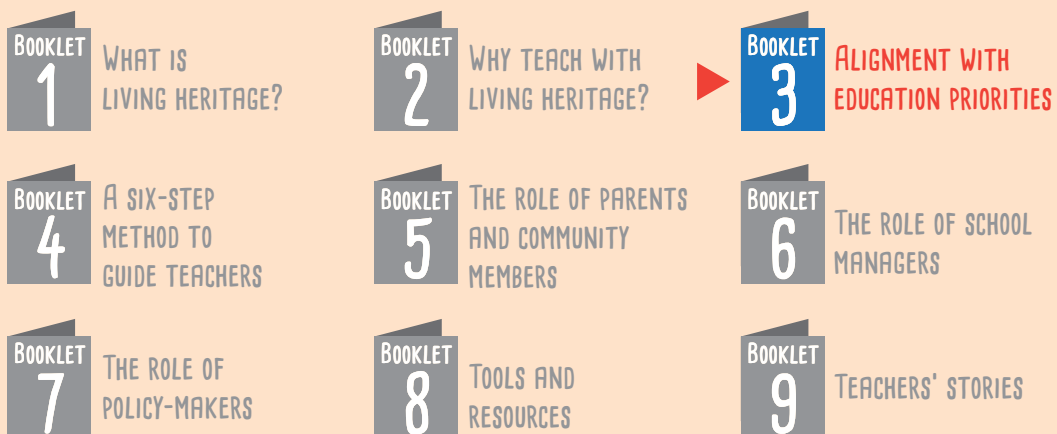 BOOKLET
1
WHAT IS
LIVING HERITAGE?
BOOKLET
2
WHY TEACH WITH
LIVING HERITAGE?
BOOKLET
3
ALIGNMENT WITH
EDUCATION PRIORITIES
BOOKLET
4
A SIX-STEP
METHOD TO
GUIDE TEACHERS
BOOKLET
5
THE ROLE OF PARENTS
AND COMMUNITY
MEMBERS
BOOKLET
6
THE ROLE OF SCHOOL
MANAGERS
BOOKLET
7
THE ROLE OF
POLICY-MAKERS
BOOKLET
8
TOOLS AND
RESOURCES
BOOKLET
9
TEACHERS' STORIES